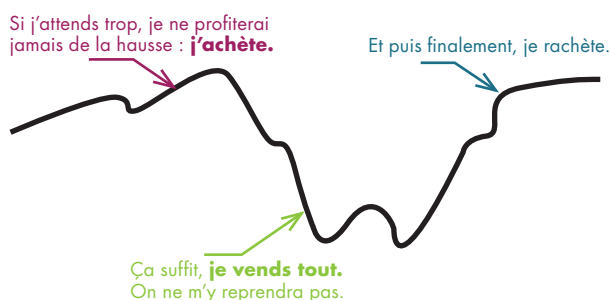 Si j'attends trop, je ne profiterai
jamais de la hausse : j'achète.
Et puis finalement, je rachète.
Ça suffit, je vends tout.
On ne m'y reprendra pas.